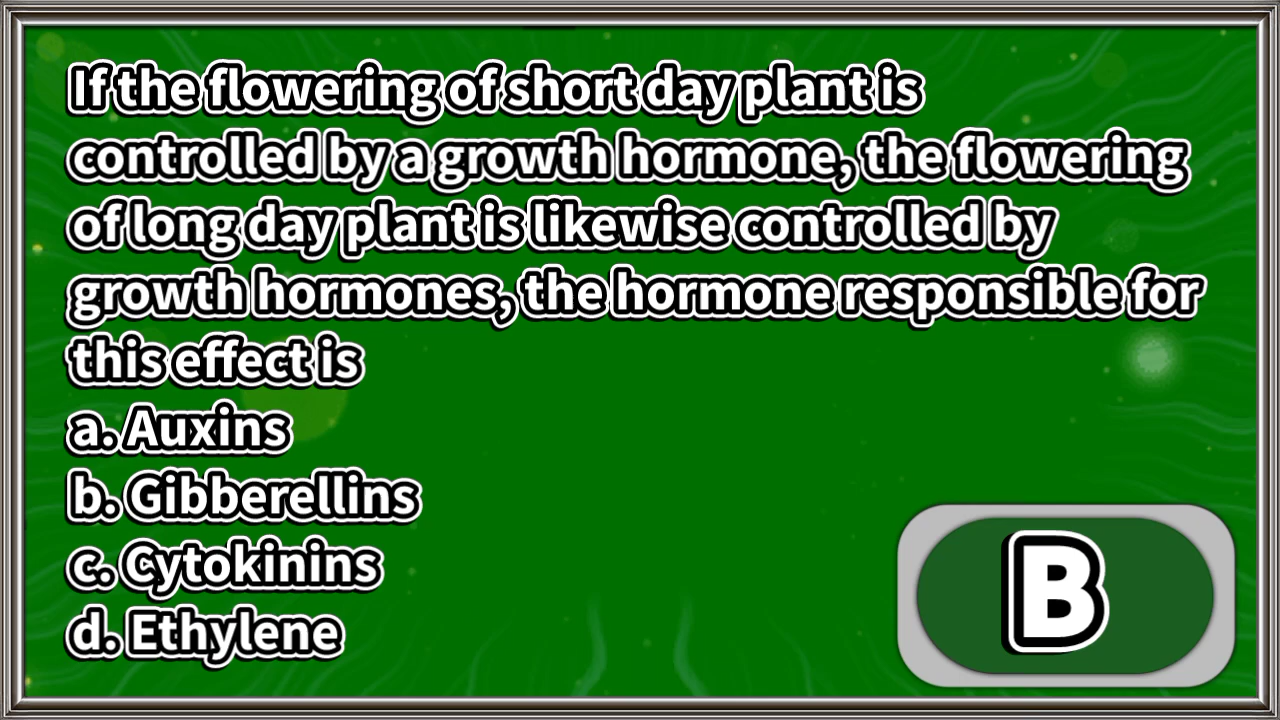 If the flowering of short day plant is
controlled by a growth hormone, the flowering
of long day plant is likewise controlled by
growth hormones, the hormone responsible for
this effect is
a. Auxins
b. Gibberellins
c. Cytokinins
d. Ethylene
B